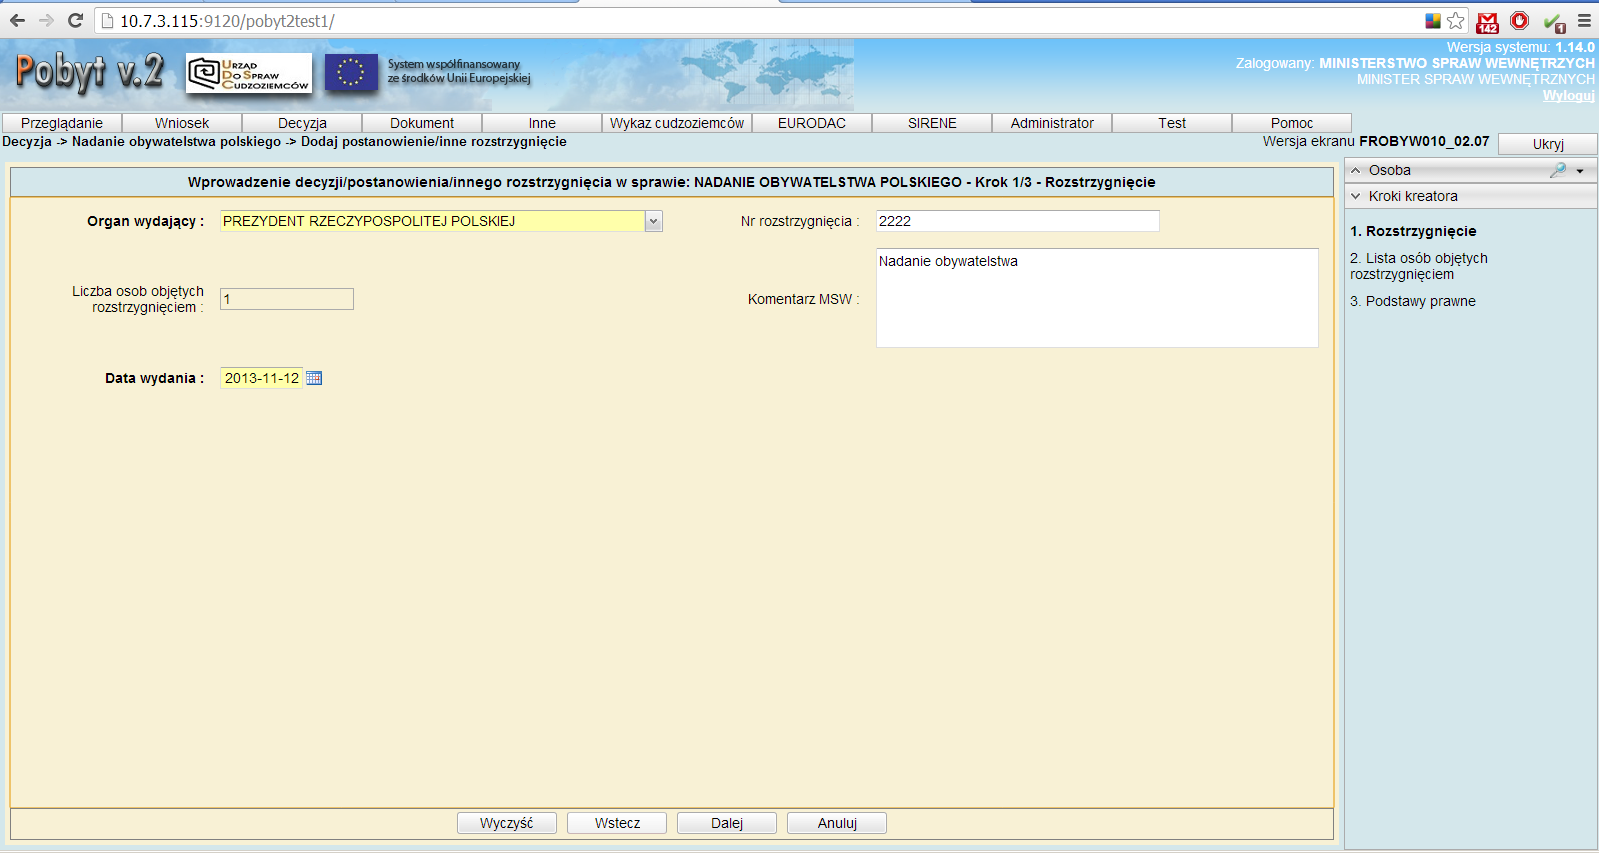 10.7.3.115:9120/pobyt2test1/
142
1
Pobyt v.2
URZĄD
DO SPRAW
CUDZOZIEMCÓW
System współfinansowany
ze środków Unii Europejskiej
Wersja systemu: 1.14.0
Zalogowany: MINISTERSTWO SPRAW WEWNĘTRZYCH
MINISTER SPRAW WEWNĘTRZNYCH
Wyloguj
Przeglądanie Wniosek Decyzja Dokument Inne Wykaz cudzoziemców EURODAC SIRENE Administrator Test Pomoc
Decyzja -> Nadanie obywatelstwa polskiego -> Dodaj postanowienie/inne rozstrzygnięcie
Wersja ekranu FROBYW010_02.07
Ukryj
Wprowadzenie decyzji/postanowienia/innego rozstrzygnięcia w sprawie: NADANIE OBYWATELSTWA POLSKIEGO - Krok 1/3 - Rozstrzygnięcie
Organ wydający : PREZYDENT RZECZYPOSPOLITEJ POLSKIEJ
Nr rozstrzygnięcia : 2222
Liczba osob objętych
rozstrzygnięciem : 1
Komentarz MSW : Nadanie obywatelstwa
Data wydania : 2013-11-12
Wyczyść Wstecz Dalej Anuluj
Osoba
Kroki kreatora
1. Rozstrzygnięcie
2. Lista osób objętych
rozstrzygnięciem
3. Podstawy prawne